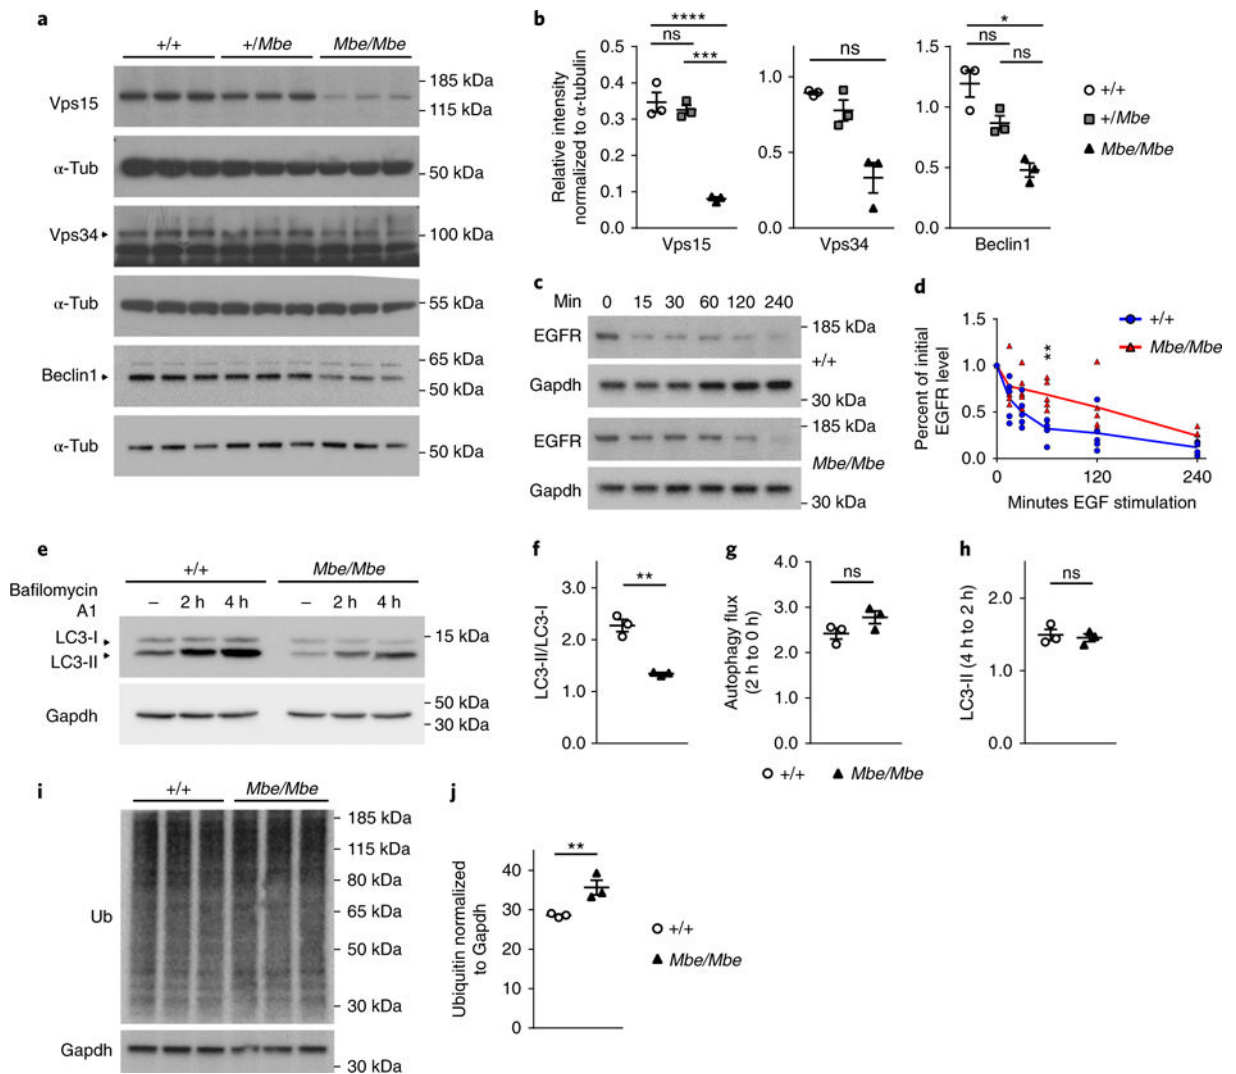 a
+/+ +/Mbe Mbe/Mbe
Vps15
185 kDa
115 kDa
α-Tub
50 kDa
Vps34
100 kDa
α-Tub
55 kDa
Beclin1
65 kDa
50 kDa
α-Tub
50 kDa
b
Relative intensity
normalized to α-tubulin
****
ns
***
0.5
0.4
0.3
0.2
0.1
0.0
Vps15
ns
1.0
0.5
0.0
Vps34
*
ns
ns
1.5
1.0
0.5
0.0
Beclin1
+/+
+/Mbe
Mbe/Mbe
c
Min 0 15 30 60 120 240
EGFR
185 kDa
+/+
Gapdh
30 kDa
EGFR
185 kDa
Mbe/Mbe
Gapdh
30 kDa
d
Percent of initial
EGFR level
1.5
1.0
0.5
0.0
**
+/+
Mbe/Mbe
0 120 240
Minutes EGF stimulation
e
+/+ Mbe/Mbe
Bafilomycin
A1
– 2 h 4 h – 2 h 4 h
LC3-I
LC3-II
15 kDa
Gapdh
50 kDa
30 kDa
f
LC3-II/LC3-I
**
3.0
2.0
1.0
0.0
g
Autophagy flux
(2 h to 0 h)
ns
4.0
3.0
2.0
1.0
0.0
+/+ Mbe/Mbe
h
LC3-II (4 h to 2 h)
ns
2.0
1.0
0.0
i
+/+ Mbe/Mbe
Ub
185 kDa
115 kDa
80 kDa
65 kDa
50 kDa
30 kDa
Gapdh
30 kDa
j
Ubiquitin normalized
to Gapdh
**
40
30
20
10
0
+/+
Mbe/Mbe